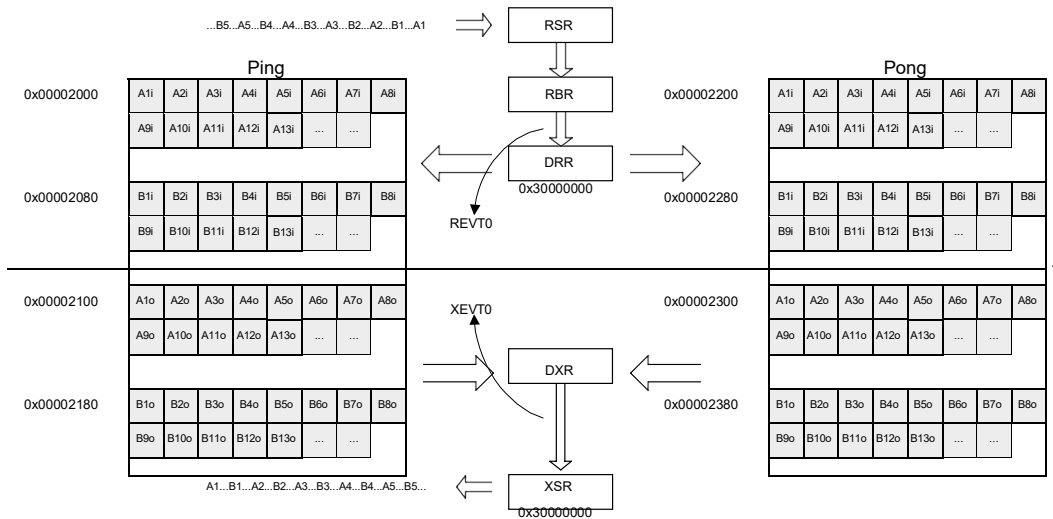 ...B5...A5...B4...A4...B3...A3...B2...A2...B1...A1 RSR
Ping Pong
0x00002000 A1i A2i A3i A4i A5i A6i A7i A8i RBR 0x00002200 A1i A2i A3i A4i A5i A6i A7i A8i
A9i A10i A11i A12i A13i ... ... A9i A10i A11i A12i A13i ... ...
DRR
0x30000000
0x00002080 B1i B2i B3i B4i B5i B6i B7i B8i 0x00002280 B1i B2i B3i B4i B5i B6i B7i B8i
REVT0
B9i B10i B11i B12i B13i ... ... B9i B10i B11i B12i B13i ... ...
0x00002100 A1o A2o A3o A4o A5o A6o A7o A8o XEVT0 0x00002300 A1o A2o A3o A4o A5o A6o A7o A8o
A9o A10o A11o A12o A13o ... ... A9o A10o A11o A12o A13o ... ...
DXR
0x00002180 B1o B2o B3o B4o B5o B6o B7o B8o 0x00002380 B1o B2o B3o B4o B5o B6o B7o B8o
B9o B10o B11o B12o B13o ... ... B9o B10o B11o B12o B13o ... ...
A1...B1...A2...B2...A3...B3...A4...B4...A5...B5... XSR
0x30000000